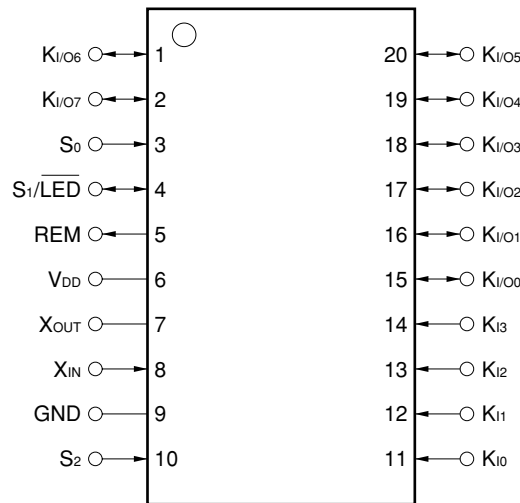 KI/O6 1 20 KI/O5
KI/O7 2 19 KI/O4
S0 3 18 KI/O3
S1/LED 4 17 KI/O2
REM 5 16 KI/O1
VDD 6 15 KI/O0
XOUT 7 14 KI3
XIN 8 13 KI2
GND 9 12 KI1
S2 10 11 KI0